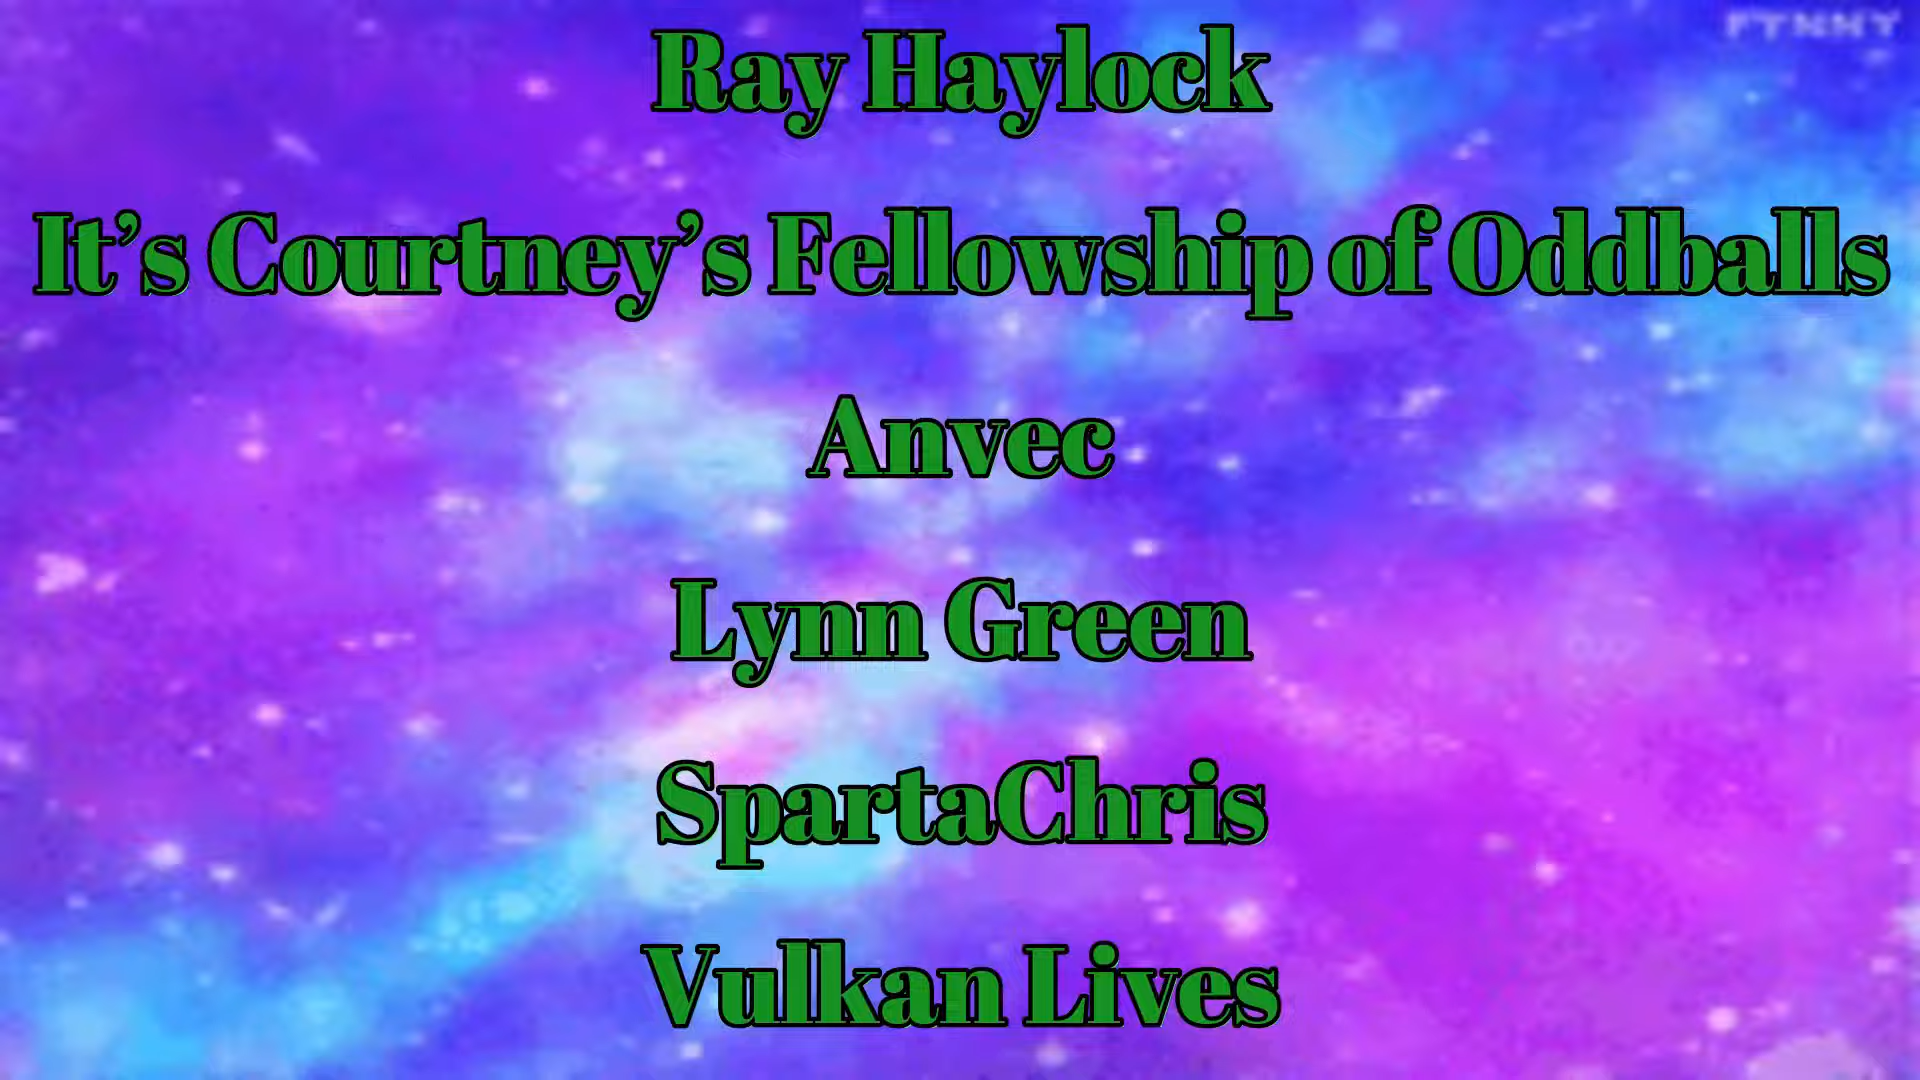 Ray Haylock
It’s Courtney’s Fellowship of Oddballs
Anvec
Lynn Green
SpartaChris
Vulkan Lives